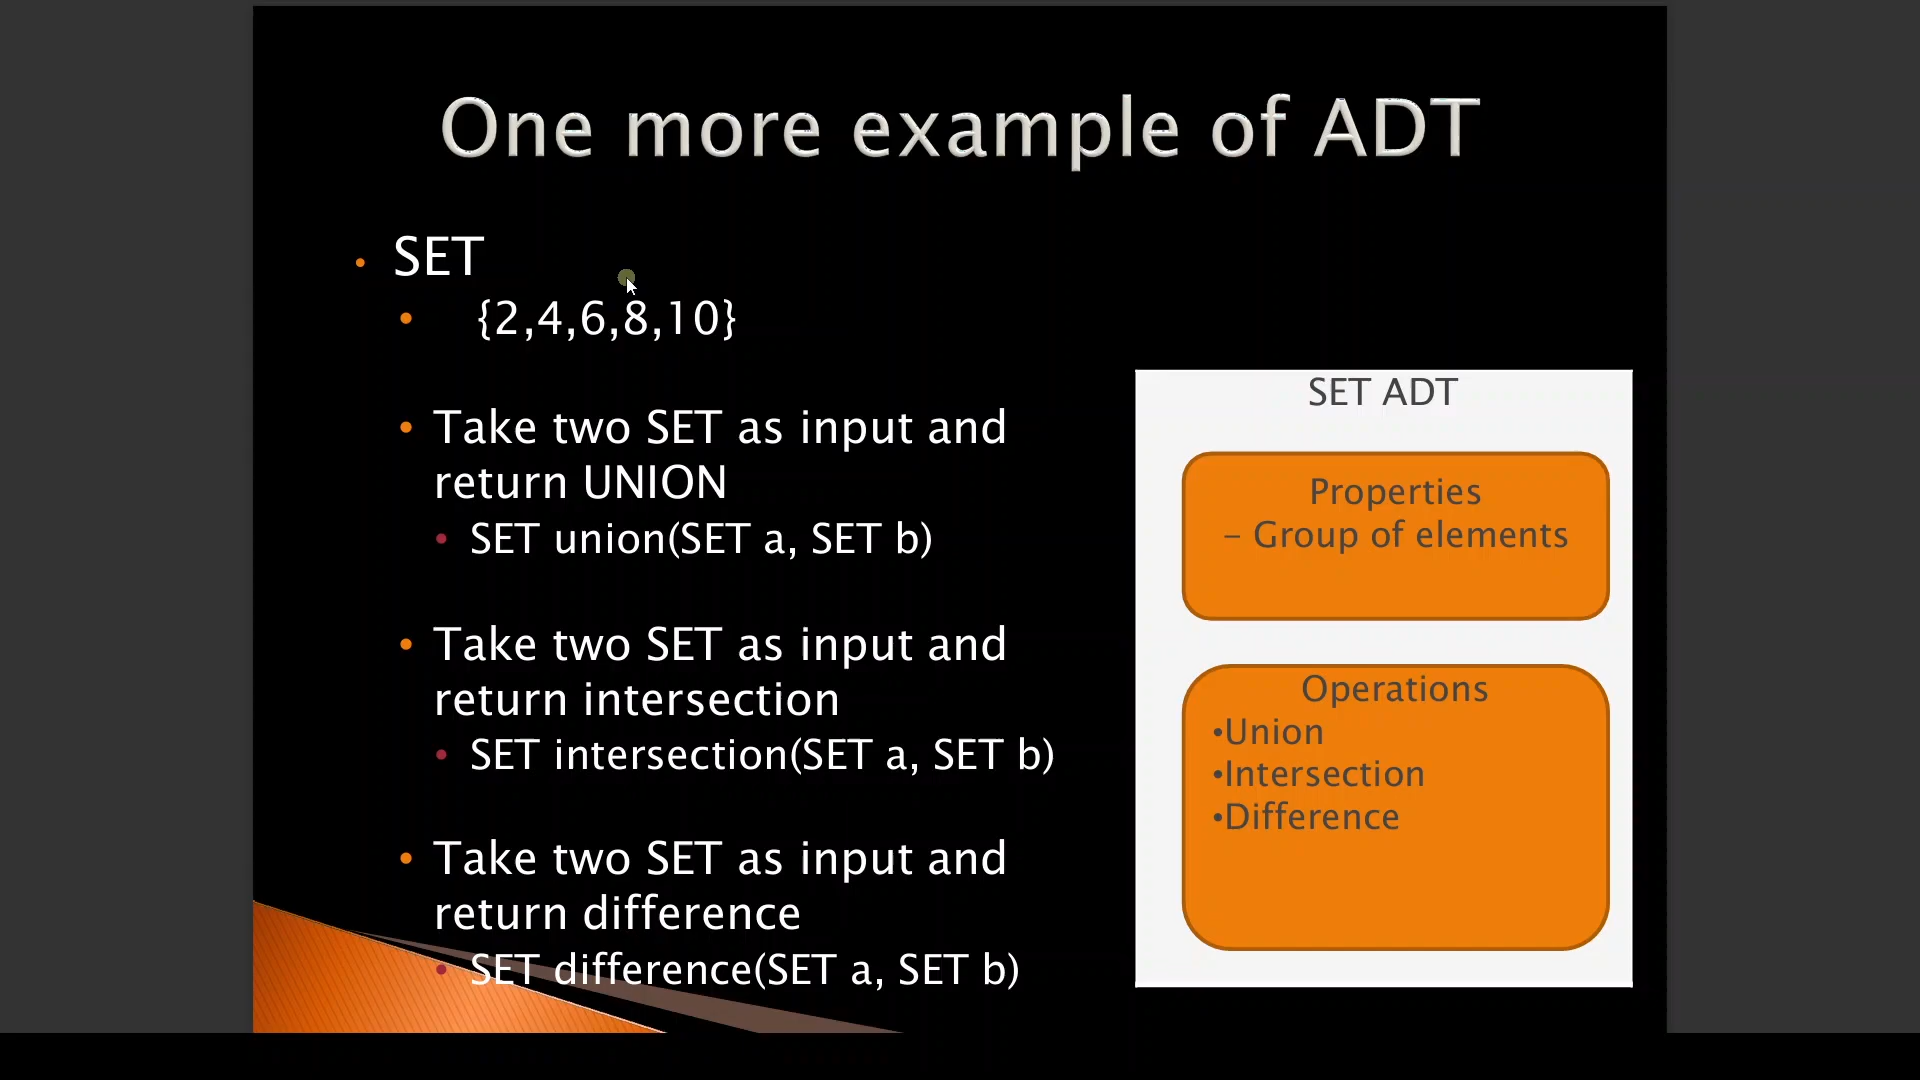 One more example of ADT
• SET
• {2,4,6,8,10}
• Take two SET as input and
return UNION
• SET union(SET a, SET b)
• Take two SET as input and
return intersection
• SET intersection(SET a, SET b)
• Take two SET as input and
return difference
• SET difference(SET a, SET b)
SET ADT
Properties
– Group of elements
Operations
•Union
•Intersection
•Difference